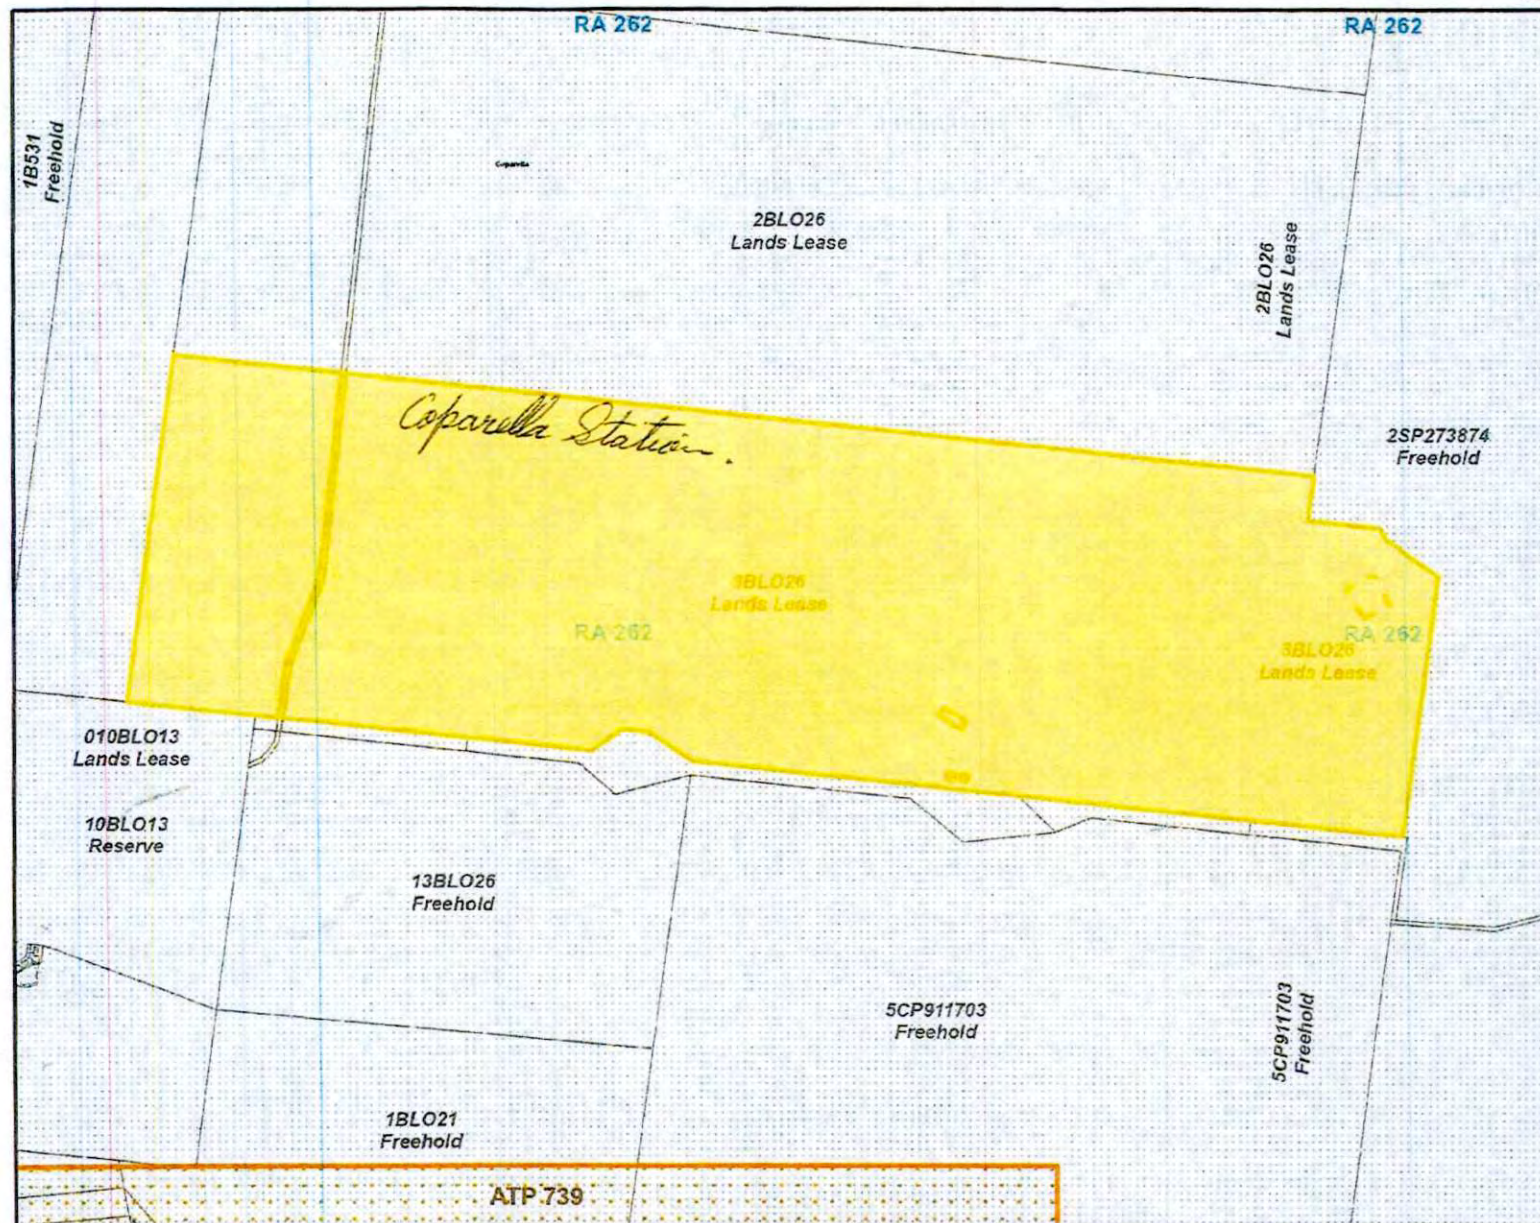 RA 262
RA 262
1B531
Freehold
Coparella
2BLO26
Lands Lease
2BLO26
Lands Lease
Coparella Station.
2SP273874
Freehold
3BLO26
Lands Lease
RA 262
RA 262
3BLO26
Lands Lease
010BLO13
Lands Lease
10BLO13
Reserve
13BLO26
Freehold
5CP911703
Freehold
5CP911703
Freehold
1BLO21
Freehold
ATP 739